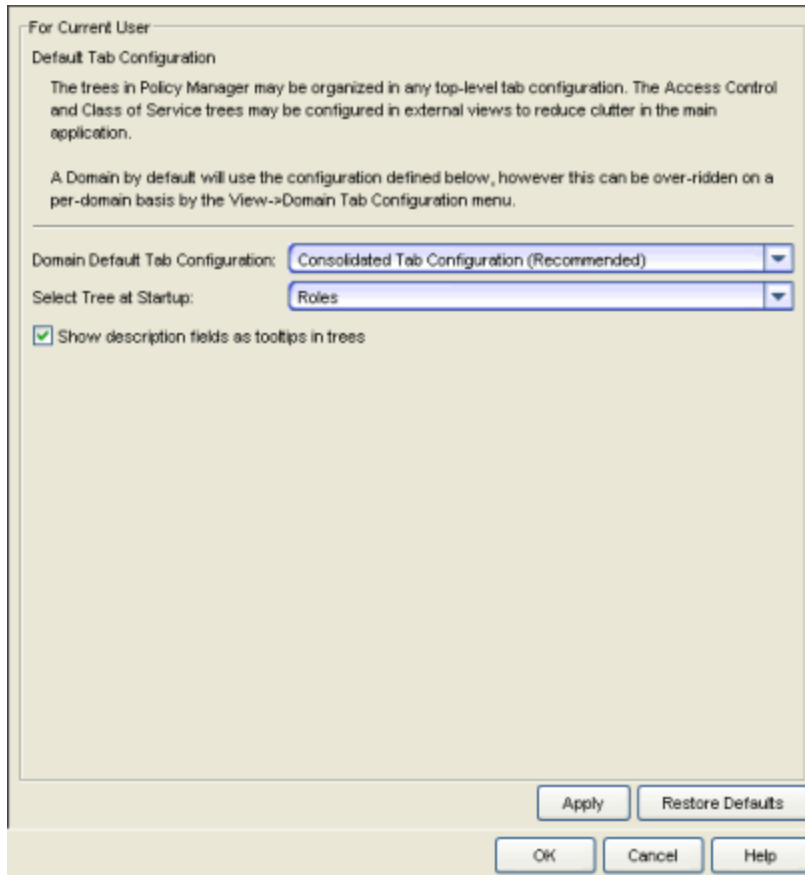 For Current User
Default Tab Configuration
The trees in Policy Manager may be organized in any top-level tab configuration. The Access Control
and Class of Service trees may be configured in external views to reduce clutter in the main
application.
A Domain by default will use the configuration defined below, however this can be over-ridden on a
per-domain basis by the View->Domain Tab Configuration menu.
Domain Default Tab Configuration: Consolidated Tab Configuration (Recommended)
Select Tree at Startup: Roles
Show description fields as tooltips in trees
Apply Restore Defaults
OK Cancel Help